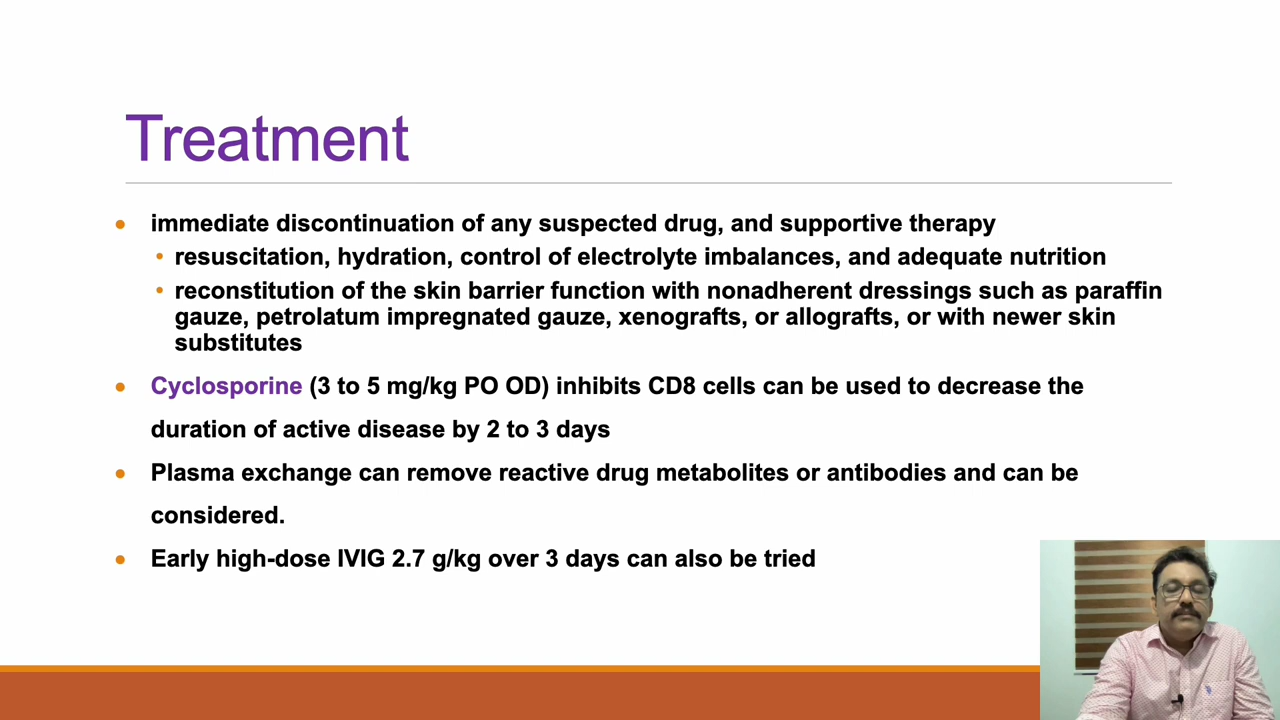 Treatment
immediate discontinuation of any suspected drug, and supportive therapy
resuscitation, hydration, control of electrolyte imbalances, and adequate nutrition
reconstitution of the skin barrier function with nonadherent dressings such as paraffin
gauze, petrolatum impregnated gauze, xenografts, or allografts, or with newer skin
substitutes
Cyclosporine (3 to 5 mg/kg PO OD) inhibits CD8 cells can be used to decrease the
duration of active disease by 2 to 3 days
Plasma exchange can remove reactive drug metabolites or antibodies and can be
considered.
Early high-dose IVIG 2.7 g/kg over 3 days can also be tried